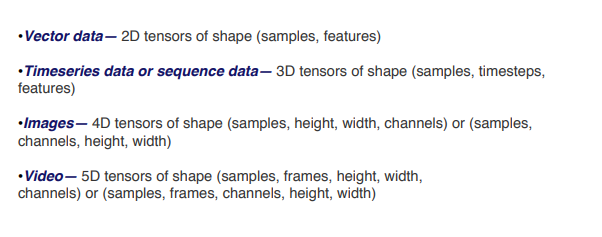 •Vector data— 2D tensors of shape (samples, features)
•Timeseries data or sequence data— 3D tensors of shape (samples, timesteps,
features)
•Images— 4D tensors of shape (samples, height, width, channels) or (samples,
channels, height, width)
•Video— 5D tensors of shape (samples, frames, height, width,
channels) or (samples, frames, channels, height, width)